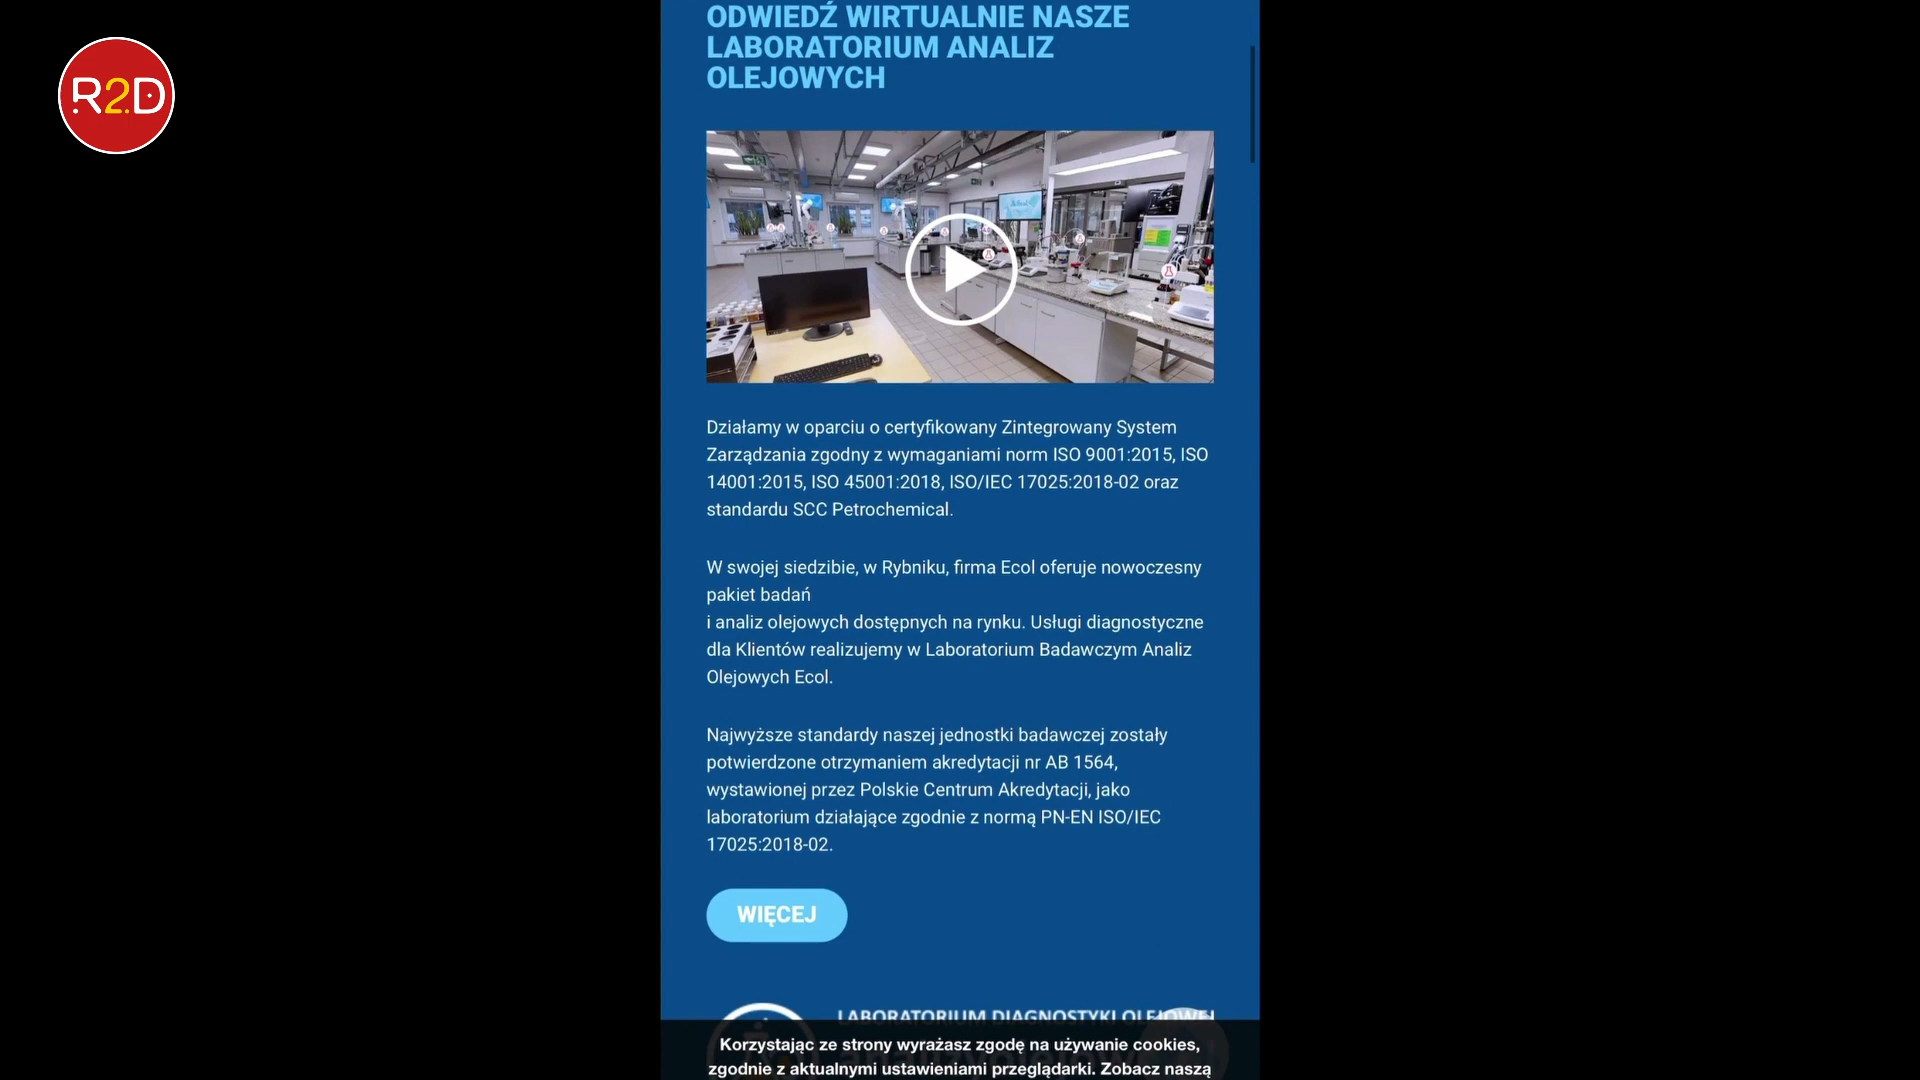 R2D
ODWIEDŹ WIRTUALNIE NASZE
LABORATORIUM ANALIZ
OLEJOWYCH
Działamy w oparciu o certyfikowany Zintegrowany System
Zarządzania zgodny z wymaganiami norm ISO 9001:2015, ISO
14001:2015, ISO 45001:2018, ISO/IEC 17025:2018-02 oraz
standardu SCC Petrochemical.
W swojej siedzibie, w Rybniku, firma Ecol oferuje nowoczesny
pakiet badań
i analiz olejowych dostępnych na rynku. Usługi diagnostyczne
dla Klientów realizujemy w Laboratorium Badawczym Analiz
Olejowych Ecol.
Najwyższe standardy naszej jednostki badawczej zostały
potwierdzone otrzymaniem akredytacji nr AB 1564,
wystawionej przez Polskie Centrum Akredytacji, jako
laboratorium działające zgodnie z normą PN-EN ISO/IEC
17025:2018-02.
WIĘCEJ
LABORATORIUM DIAGNOSTYKI OLEJOWEJ
Korzystając ze strony wyrażasz zgodę na używanie cookies,
zgodnie z aktualnymi ustawieniami przeglądarki. Zobacz naszą